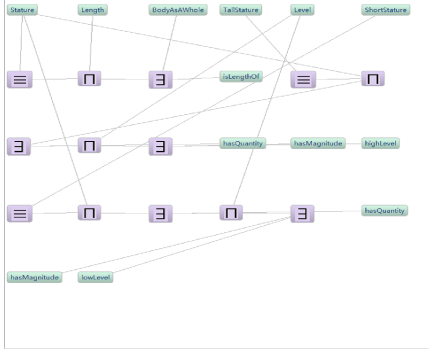 Stature Length BodyAsAWhole TallStature Level ShortStature
≡ ⊓ ∃ isLengthOf ≡ ⊓
∃ ⊓ ∃ hasQuantity hasMagnitude highLevel
≡ ⊓ ∃ ⊓ ∃ hasQuantity
hasMagnitude lowLevel